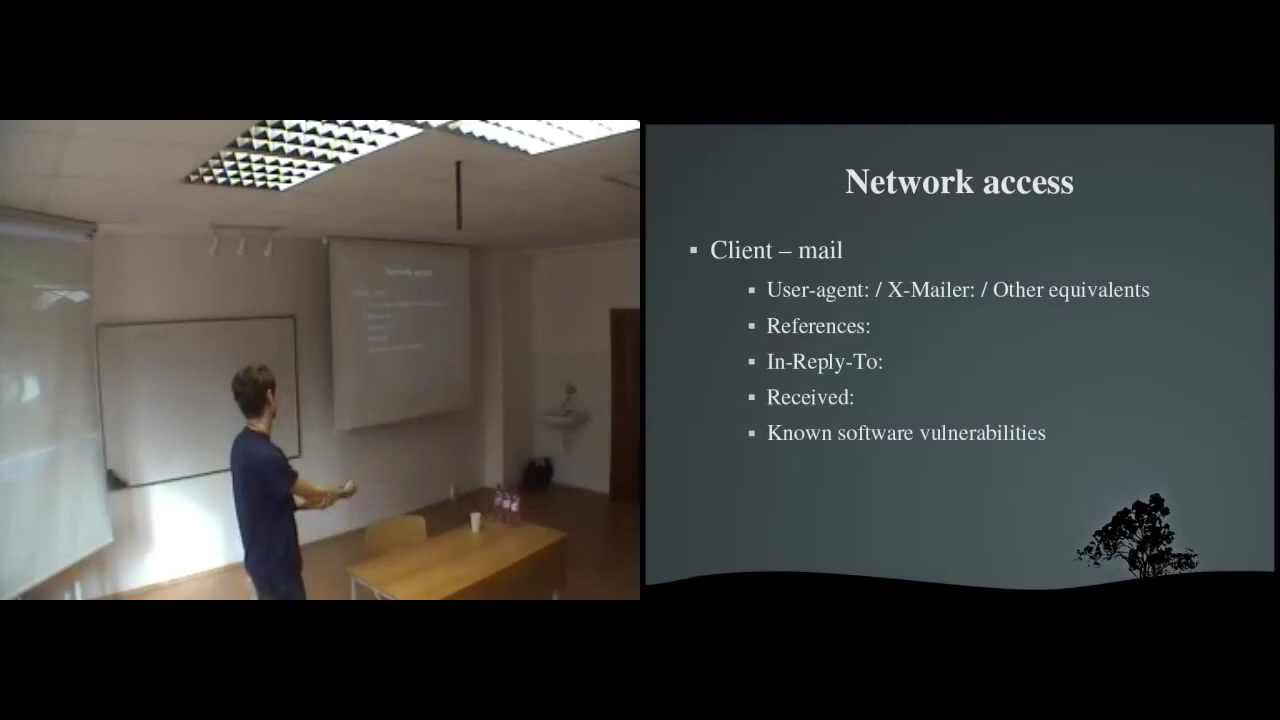 Network access
Client – mail
User-agent: / X-Mailer: / Other equivalents
References:
In-Reply-To:
Received:
Known software vulnerabilities